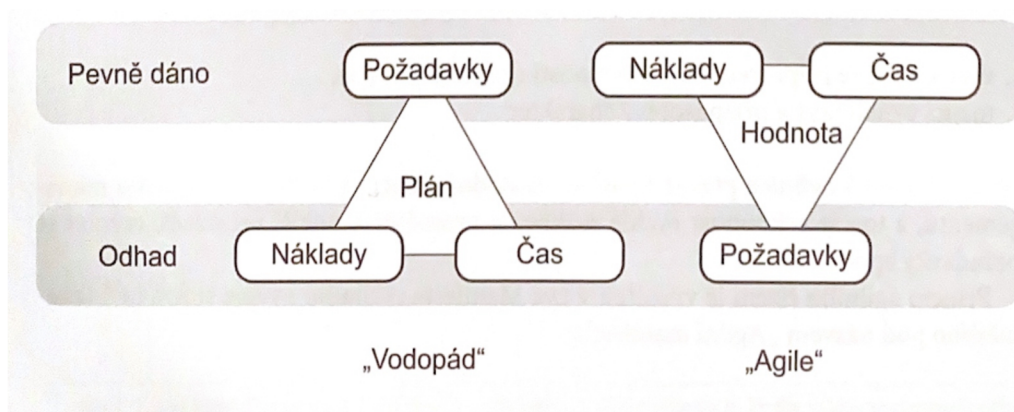 Pevně dáno
Požadavky
Náklady
Čas
Hodnota
Plán
Odhad
Náklady
Čas
Požadavky
„Vodopád“
„Agile“